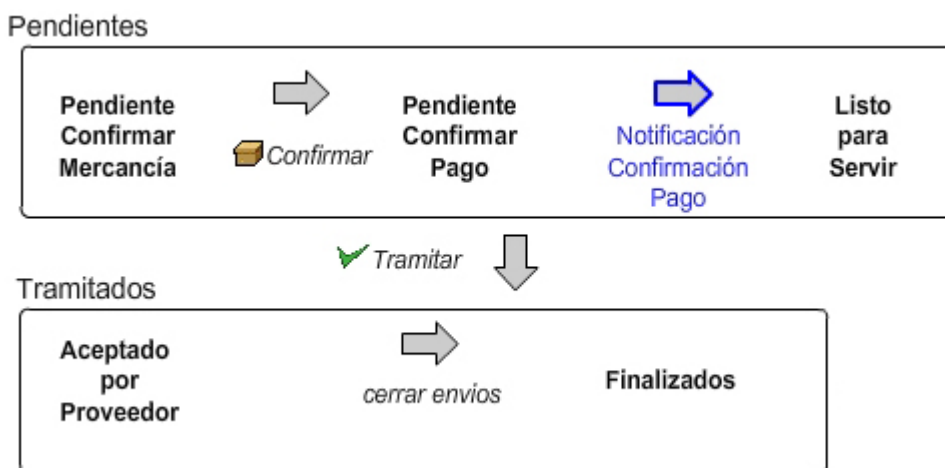 Pendientes
Pendiente
Confirmar
Mercancía
Confirmar
Pendiente
Confirmar
Pago
Notificación
Confirmación
Pago
Listo
para
Servir
Tramitar
Tramitados
Aceptado
por
Proveedor
cerrar envios
Finalizados